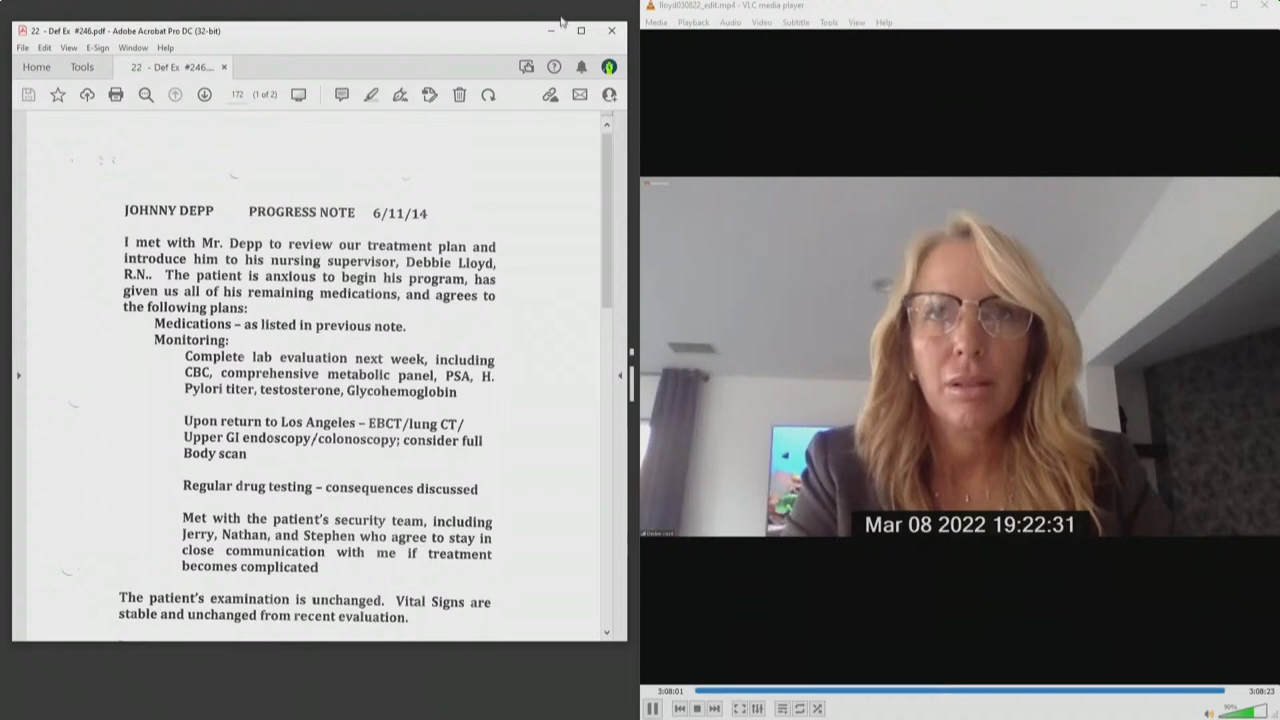 22 - Def Ex #246.pdf - Adobe Acrobat Pro DC (32-bit)
File Edit View E-Sign Window Help
Home Tools 22 - Def Ex #246... ×
172 (1 of 2)
JOHNNY DEPP PROGRESS NOTE 6/11/14
I met with Mr. Depp to review our treatment plan and
introduce him to his nursing supervisor, Debbie Lloyd,
R.N.. The patient is anxious to begin his program, has
given us all of his remaining medications, and agrees to
the following plans:
Medications – as listed in previous note.
Monitoring:
Complete lab evaluation next week, including
CBC, comprehensive metabolic panel, PSA, H.
Pylori titer, testosterone, Glycohemoglobin
Upon return to Los Angeles – EBCT/lung CT/
Upper GI endoscopy/colonoscopy; consider full
Body scan
Regular drug testing – consequences discussed
Met with the patient's security team, including
Jerry, Nathan, and Stephen who agree to stay in
close communication with me if treatment
becomes complicated
The patient's examination is unchanged. Vital Signs are
stable and unchanged from recent evaluation.
lloyd030822_edit.mp4 - VLC media player
Media Playback Audio Video Subtitle Tools View Help
Mar 08 2022 19:22:31
3:08:01 3:08:23
90%